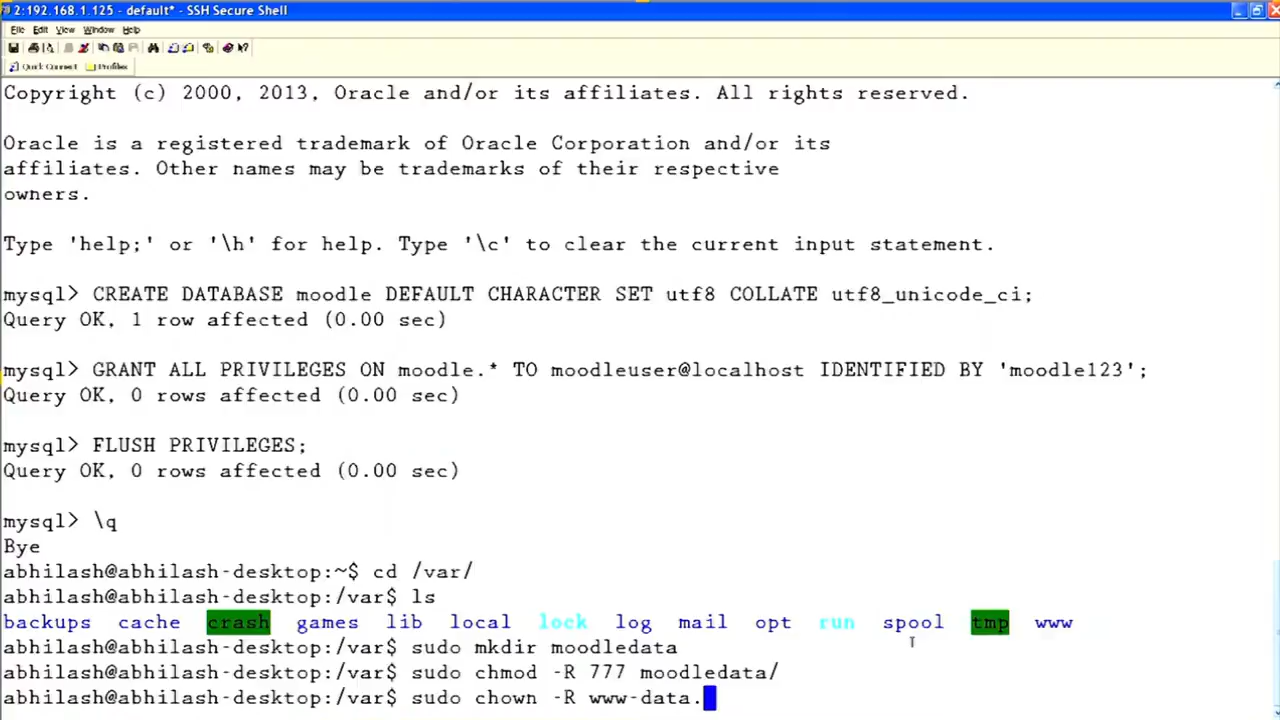 2:192.168.1.125 - default* - SSH Secure Shell
File Edit View Window Help
Quick Connect Profiles
Copyright (c) 2000, 2013, Oracle and/or its affiliates. All rights reserved.
Oracle is a registered trademark of Oracle Corporation and/or its
affiliates. Other names may be trademarks of their respective
owners.
Type 'help;' or '\h' for help. Type '\c' to clear the current input statement.
mysql> CREATE DATABASE moodle DEFAULT CHARACTER SET utf8 COLLATE utf8_unicode_ci;
Query OK, 1 row affected (0.00 sec)
mysql> GRANT ALL PRIVILEGES ON moodle.* TO moodleuser@localhost IDENTIFIED BY 'moodle123';
Query OK, 0 rows affected (0.00 sec)
mysql> FLUSH PRIVILEGES;
Query OK, 0 rows affected (0.00 sec)
mysql> \q
Bye
abhilash@abhilash-desktop:~$ cd /var/
abhilash@abhilash-desktop:/var$ ls
backups cache crash games lib local lock log mail opt run spool tmp www
abhilash@abhilash-desktop:/var$ sudo mkdir moodledata
abhilash@abhilash-desktop:/var$ sudo chmod -R 777 moodledata/
abhilash@abhilash-desktop:/var$ sudo chown -R www-data.